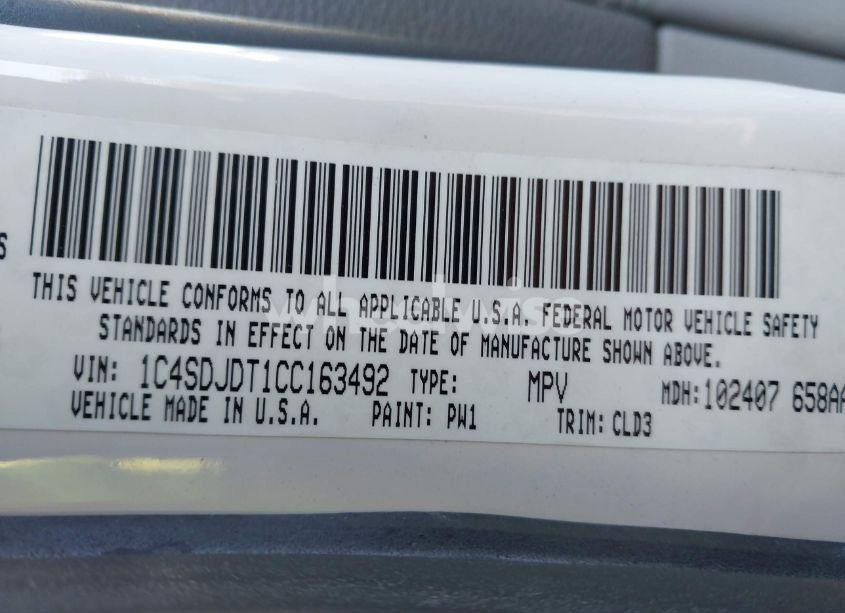 S
THIS VEHICLE CONFORMS TO ALL APPLICABLE U.S.A. FEDERAL MOTOR VEHICLE SAFETY
STANDARDS IN EFFECT ON THE DATE OF MANUFACTURE SHOWN ABOVE.
VIN: 1C4SDJDT1CC163492 TYPE: MPV MDH:102407 658AA
VEHICLE MADE IN U.S.A. PAINT: PW1 TRIM: CLD3